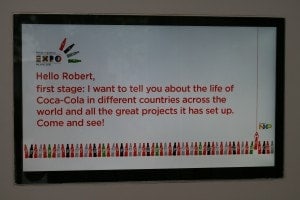 EXPO
Hello Robert,
first stage: I want to tell you about the life of
Coca-Cola in different countries across the
world and all the great projects it has set up.
Come and see!